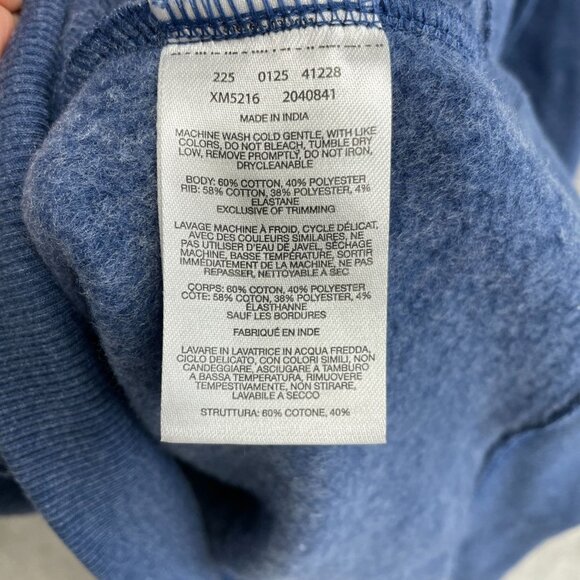 225 0125 41228
XM5216 2040841
MADE IN INDIA
MACHINE WASH COLD GENTLE, WITH LIKE
COLORS, DO NOT BLEACH, TUMBLE DRY
LOW, REMOVE PROMPTLY, DO NOT IRON,
DRYCLEANABLE
BODY: 60% COTTON, 40% POLYESTER
RIB: 58% COTTON, 38% POLYESTER, 4%
ELASTANE
EXCLUSIVE OF TRIMMING
LAVAGE MACHINE À FROID, CYCLE DÉLICAT,
AVEC DES COULEURS SIMILAIRES, NE
PAS UTILISER D'EAU DE JAVEL, SÉCHAGE
MACHINE, BASSE TEMPÉRATURE, SORTIR
IMMÉDIATEMENT DE LA MACHINE, NE PAS
REPASSER, NETTOYABLE A SEC
CORPS: 60% COTON, 40% POLYESTER
CÔTE: 58% COTON, 38% POLYESTER, 4%
ÉLASTHANNE
SAUF LES BORDURES
FABRIQUÉ EN INDE
LAVARE IN LAVATRICE IN ACQUA FREDDA,
CICLO DELICATO, CON COLORI SIMILI, NON
CANDEGGIARE, ASCIUGARE A TAMBURO
A BASSA TEMPERATURA, RIMUOVERE
TEMPESTIVAMENTE, NON STIRARE,
LAVABILE A SECCO
STRUTTURA: 60% COTONE, 40%